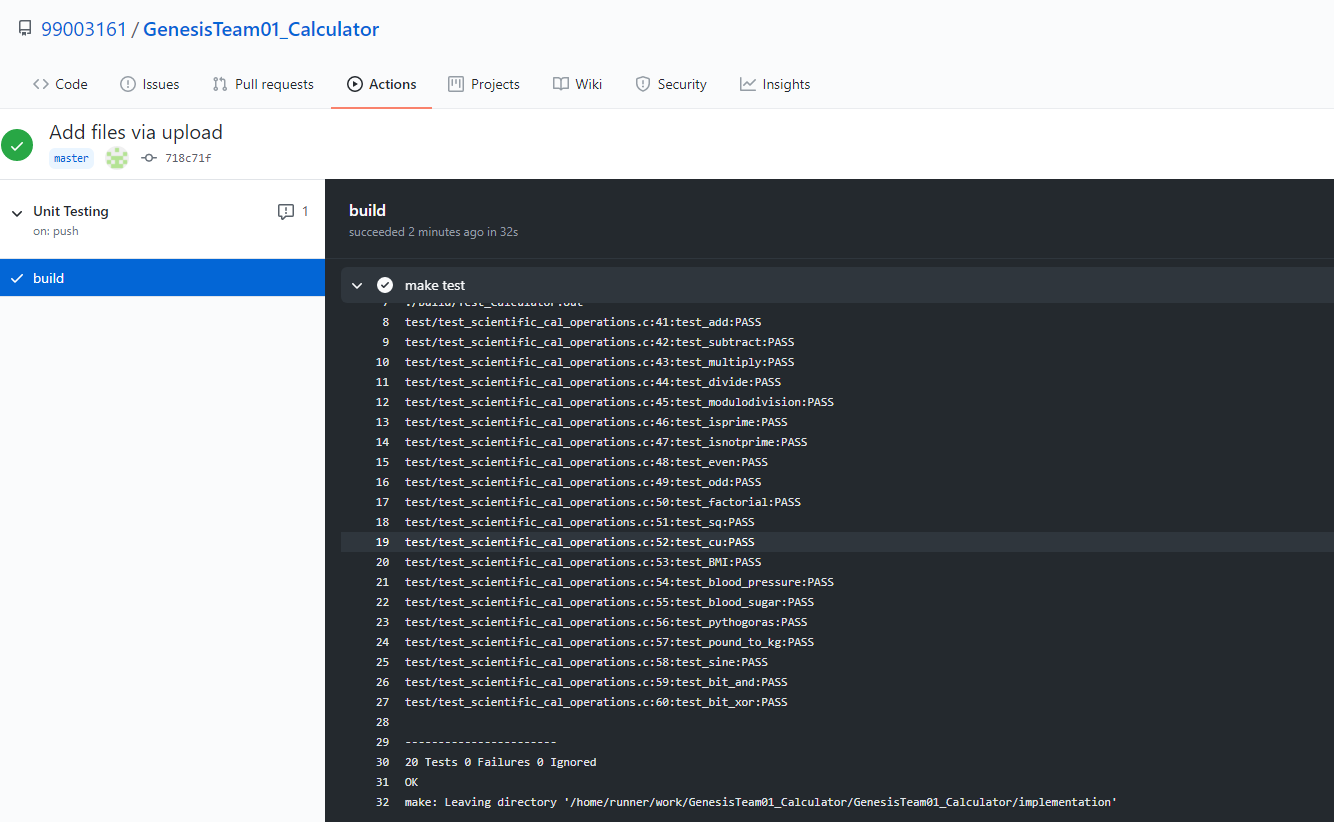 99003161 / GenesisTeam01_Calculator
Code Issues Pull requests Actions Projects Wiki Security Insights
Add files via upload
master 718c71f
Unit Testing 1
on: push
build
build
succeeded 2 minutes ago in 32s
make test
7 ./build/Test_Calculator.out
8 test/test_scientific_cal_operations.c:41:test_add:PASS
9 test/test_scientific_cal_operations.c:42:test_subtract:PASS
10 test/test_scientific_cal_operations.c:43:test_multiply:PASS
11 test/test_scientific_cal_operations.c:44:test_divide:PASS
12 test/test_scientific_cal_operations.c:45:test_modulodivision:PASS
13 test/test_scientific_cal_operations.c:46:test_isprime:PASS
14 test/test_scientific_cal_operations.c:47:test_isnotprime:PASS
15 test/test_scientific_cal_operations.c:48:test_even:PASS
16 test/test_scientific_cal_operations.c:49:test_odd:PASS
17 test/test_scientific_cal_operations.c:50:test_factorial:PASS
18 test/test_scientific_cal_operations.c:51:test_sq:PASS
19 test/test_scientific_cal_operations.c:52:test_cu:PASS
20 test/test_scientific_cal_operations.c:53:test_BMI:PASS
21 test/test_scientific_cal_operations.c:54:test_blood_pressure:PASS
22 test/test_scientific_cal_operations.c:55:test_blood_sugar:PASS
23 test/test_scientific_cal_operations.c:56:test_pythogoras:PASS
24 test/test_scientific_cal_operations.c:57:test_pound_to_kg:PASS
25 test/test_scientific_cal_operations.c:58:test_sine:PASS
26 test/test_scientific_cal_operations.c:59:test_bit_and:PASS
27 test/test_scientific_cal_operations.c:60:test_bit_xor:PASS
28
29 -----------------------
30 20 Tests 0 Failures 0 Ignored
31 OK
32 make: Leaving directory '/home/runner/work/GenesisTeam01_Calculator/GenesisTeam01_Calculator/implementation'